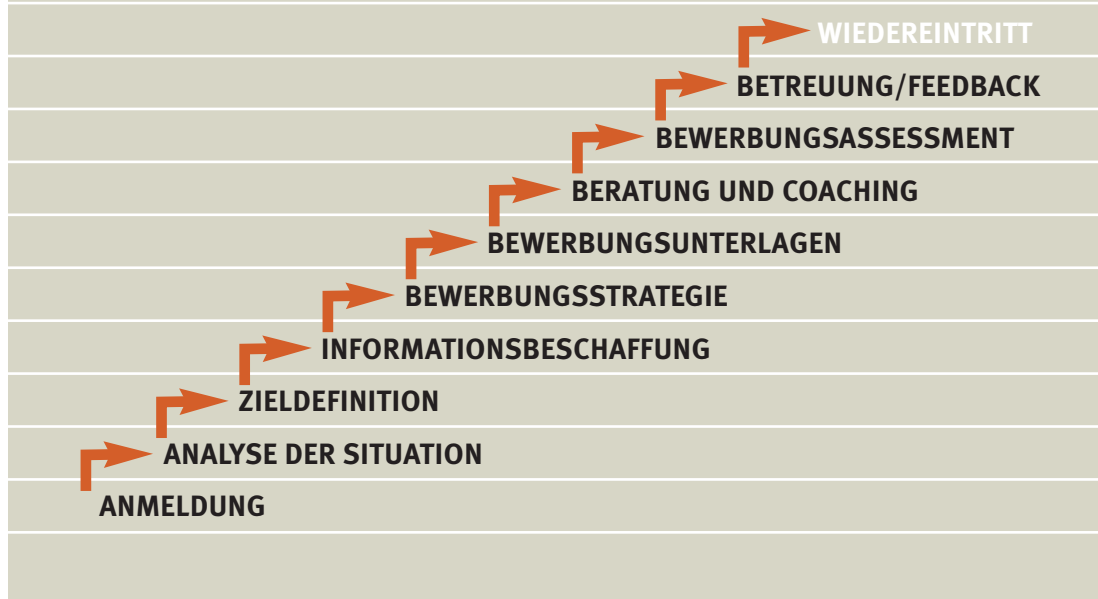 WIEDEREINTRITT
BETREUUNG/FEEDBACK
BEWERBUNGSASSESSMENT
BERATUNG UND COACHING
BEWERBUNGSUNTERLAGEN
BEWERBUNGSSTRATEGIE
INFORMATIONSBESCHAFFUNG
ZIELDEFINITION
ANALYSE DER SITUATION
ANMELDUNG